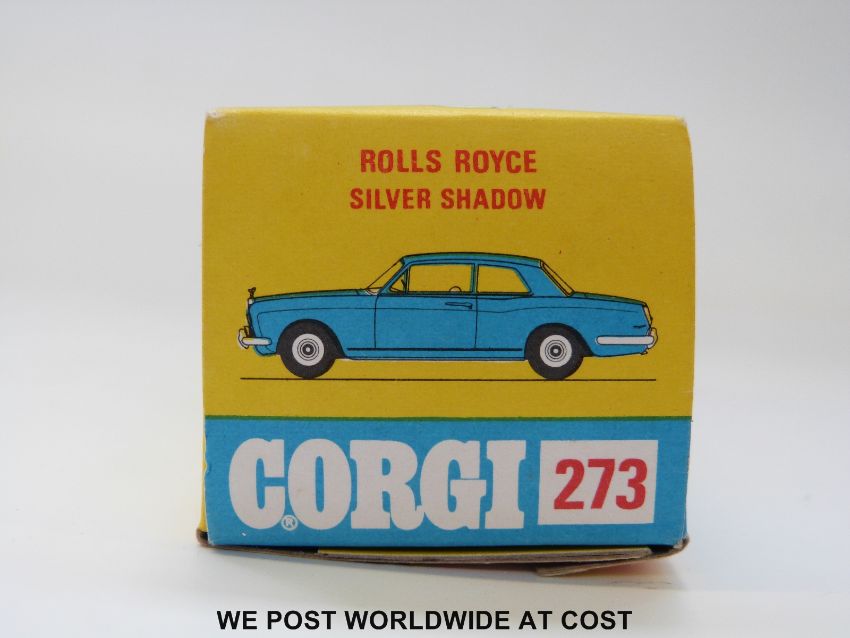 ROLLS ROYCE
SILVER SHADOW
CORGI® 273
WE POST WORLDWIDE AT COST